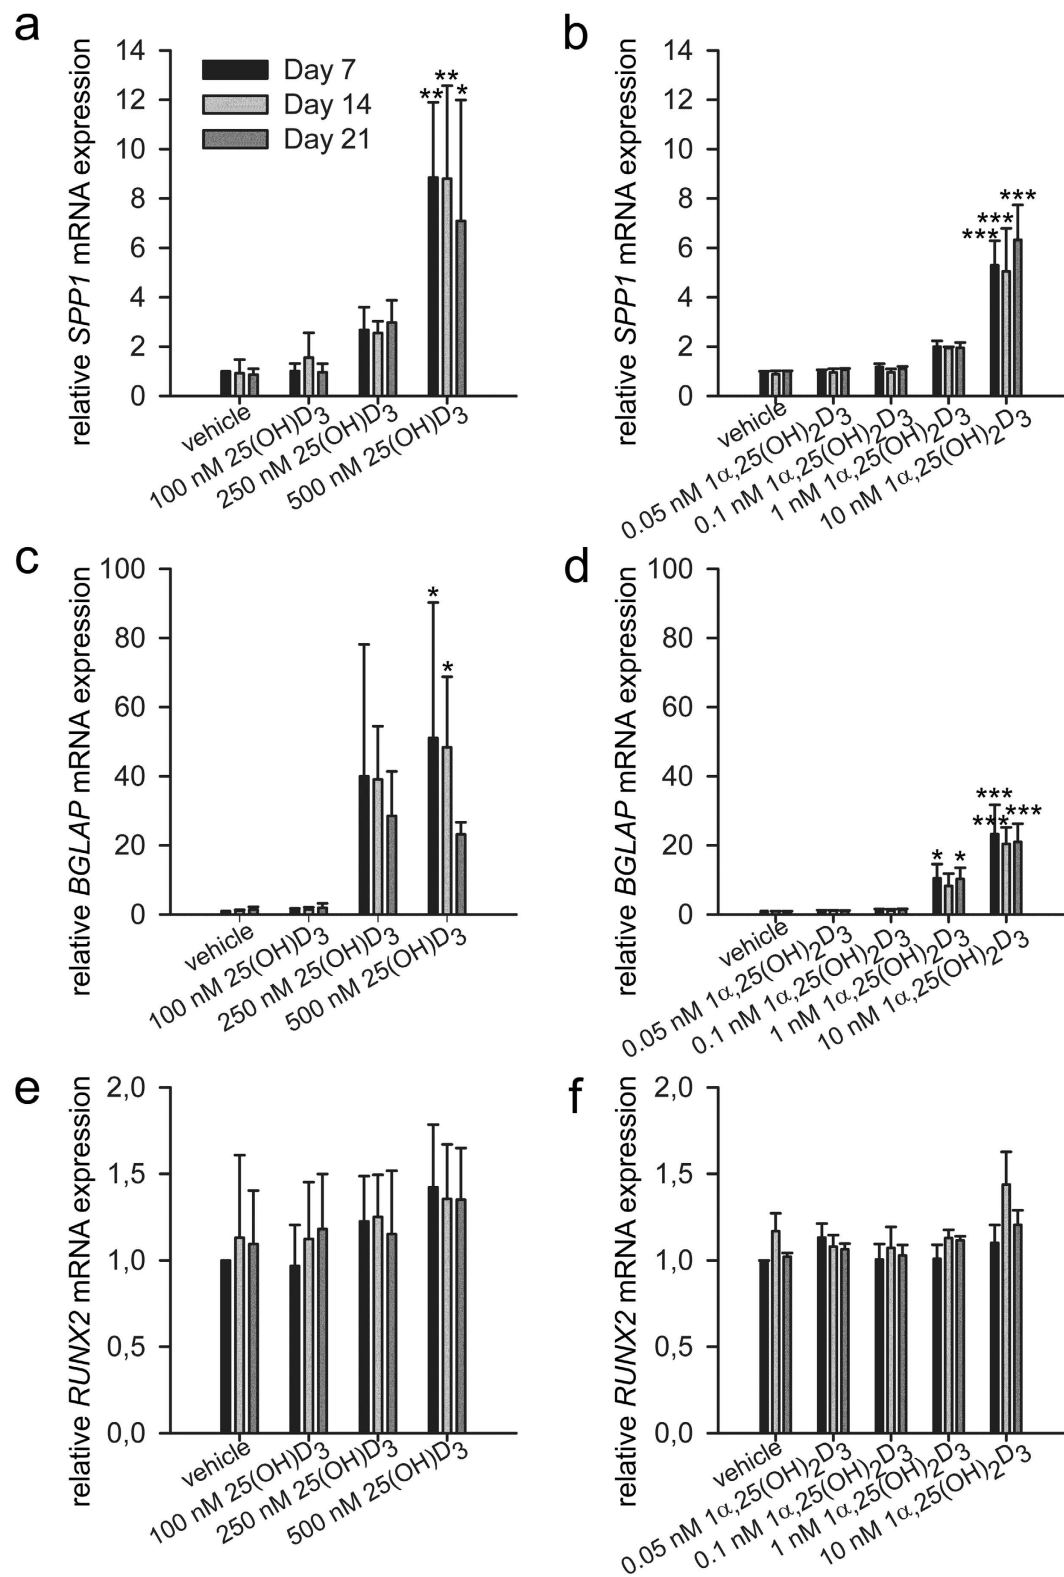 a
relative SPP1 mRNA expression
14
12
10
8
6
4
2
0
Day 7
Day 14
Day 21
**
**
*
vehicle
100 nM 25(OH)D3
250 nM 25(OH)D3
500 nM 25(OH)D3
b
relative SPP1 mRNA expression
14
12
10
8
6
4
2
0
***
***
***
vehicle
0.05 nM 1α,25(OH)2D3
0.1 nM 1α,25(OH)2D3
1 nM 1α,25(OH)2D3
10 nM 1α,25(OH)2D3
c
relative BGLAP mRNA expression
100
80
60
40
20
0
*
*
vehicle
100 nM 25(OH)D3
250 nM 25(OH)D3
500 nM 25(OH)D3
d
relative BGLAP mRNA expression
100
80
60
40
20
0
*
*
***
***
***
vehicle
0.05 nM 1α,25(OH)2D3
0.1 nM 1α,25(OH)2D3
1 nM 1α,25(OH)2D3
10 nM 1α,25(OH)2D3
e
relative RUNX2 mRNA expression
2,0
1,5
1,0
0,5
0,0
vehicle
100 nM 25(OH)D3
250 nM 25(OH)D3
500 nM 25(OH)D3
f
relative RUNX2 mRNA expression
2,0
1,5
1,0
0,5
0,0
vehicle
0.05 nM 1α,25(OH)2D3
0.1 nM 1α,25(OH)2D3
1 nM 1α,25(OH)2D3
10 nM 1α,25(OH)2D3